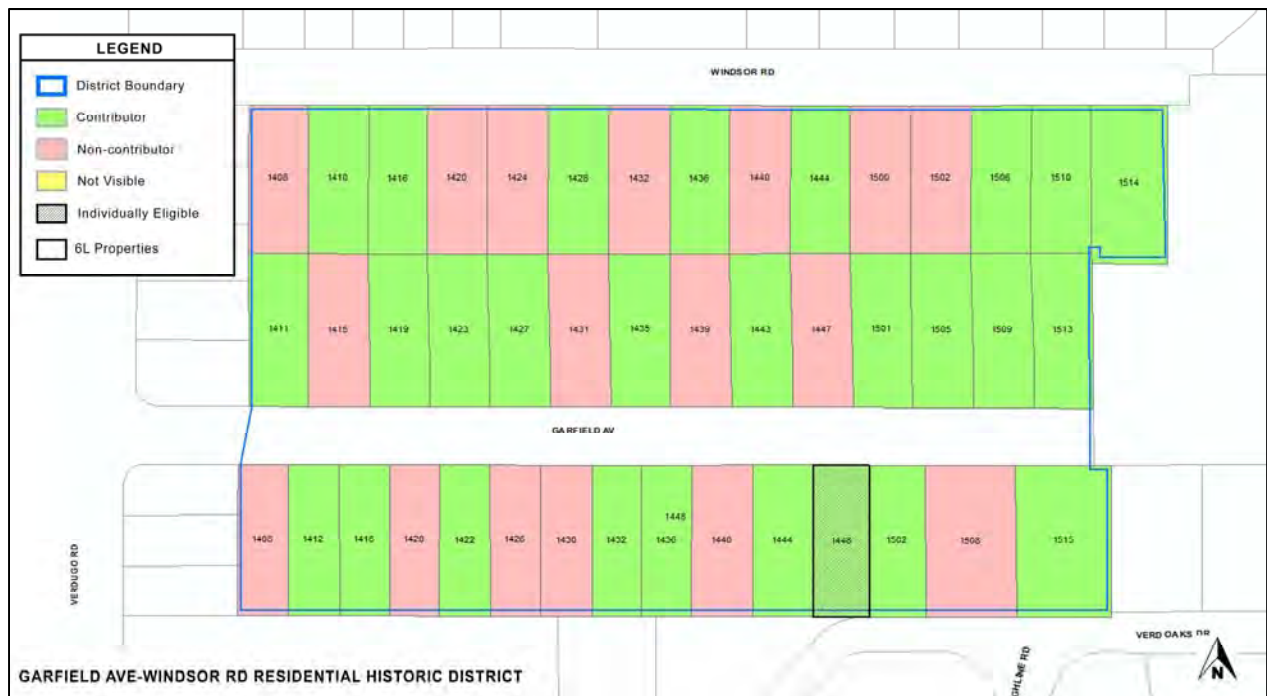 LEGEND
District Boundary
Contributor
Non-contributor
Not Visible
Individually Eligible
6L Properties
WINDSOR RD
1408 1410 1416 1420 1424 1428 1432 1436 1440 1444 1500 1502 1506 1510 1514
1411 1415 1419 1423 1427 1431 1435 1439 1443 1447 1501 1505 1509 1513
GARFIELD AV
1448
1408 1412 1416 1420 1422 1426 1430 1432 1436 1440 1444 1448 1502 1508 1515
VERDUGO RD
VERD OAKS DR
GHLINE RD
N
GARFIELD AVE-WINDSOR RD RESIDENTIAL HISTORIC DISTRICT